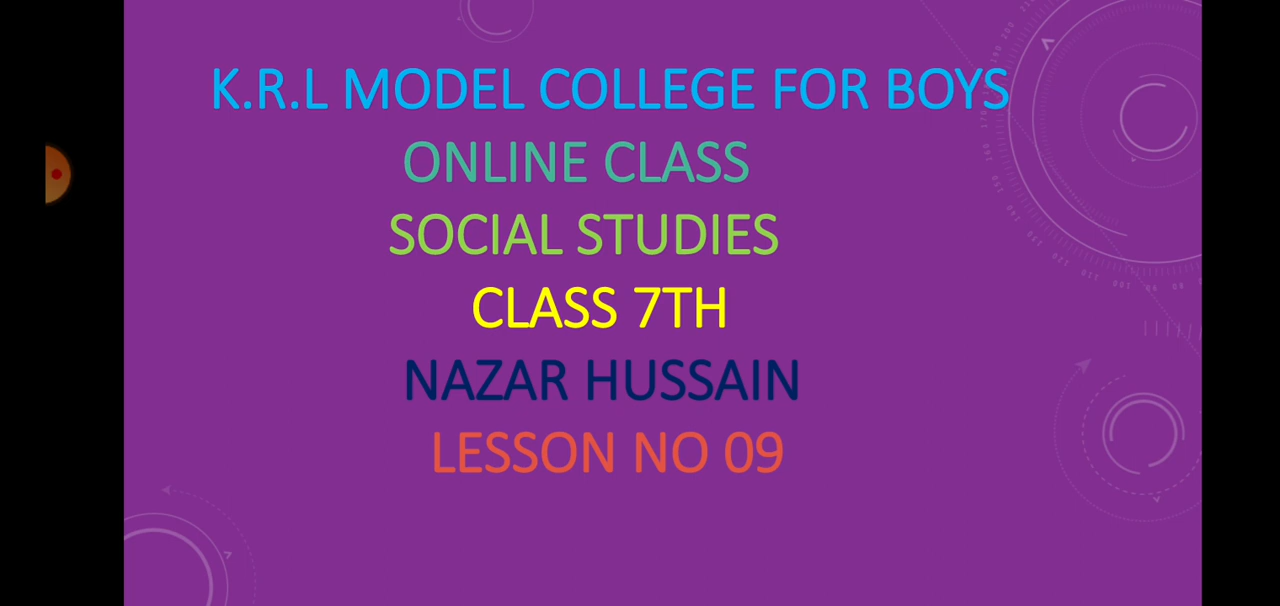 K.R.L MODEL COLLEGE FOR BOYS
ONLINE CLASS
SOCIAL STUDIES
CLASS 7TH
NAZAR HUSSAIN
LESSON NO 09